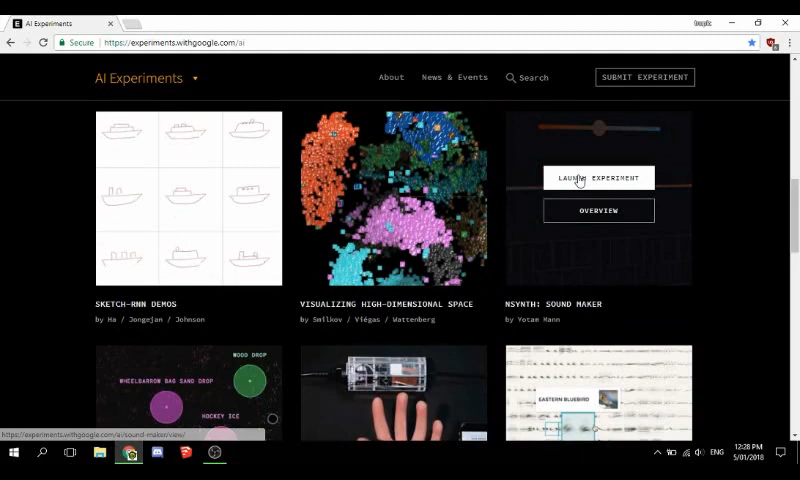 AI Experiments
Secure
https://experiments.withgoogle.com/ai
AI Experiments
About
News & Events
Search
SUBMIT EXPERIMENT
LAUNCH EXPERIMENT
OVERVIEW
SKETCH-RNN DEMOS
VISUALIZING HIGH-DIMENSIONAL SPACE
NSYNTH: SOUND MAKER
by Ha / Jongejan / Johnson
by Smilkov / Viégas / Wattenberg
by Yotam Mann
WOOD DROP
WHEELBARROW BAG SAND DROP
HOCKEY ICE
EASTERN BLUEBIRD
https://experiments.withgoogle.com/ai/sound-maker/view/
ENG
12:28 PM
5/01/2018